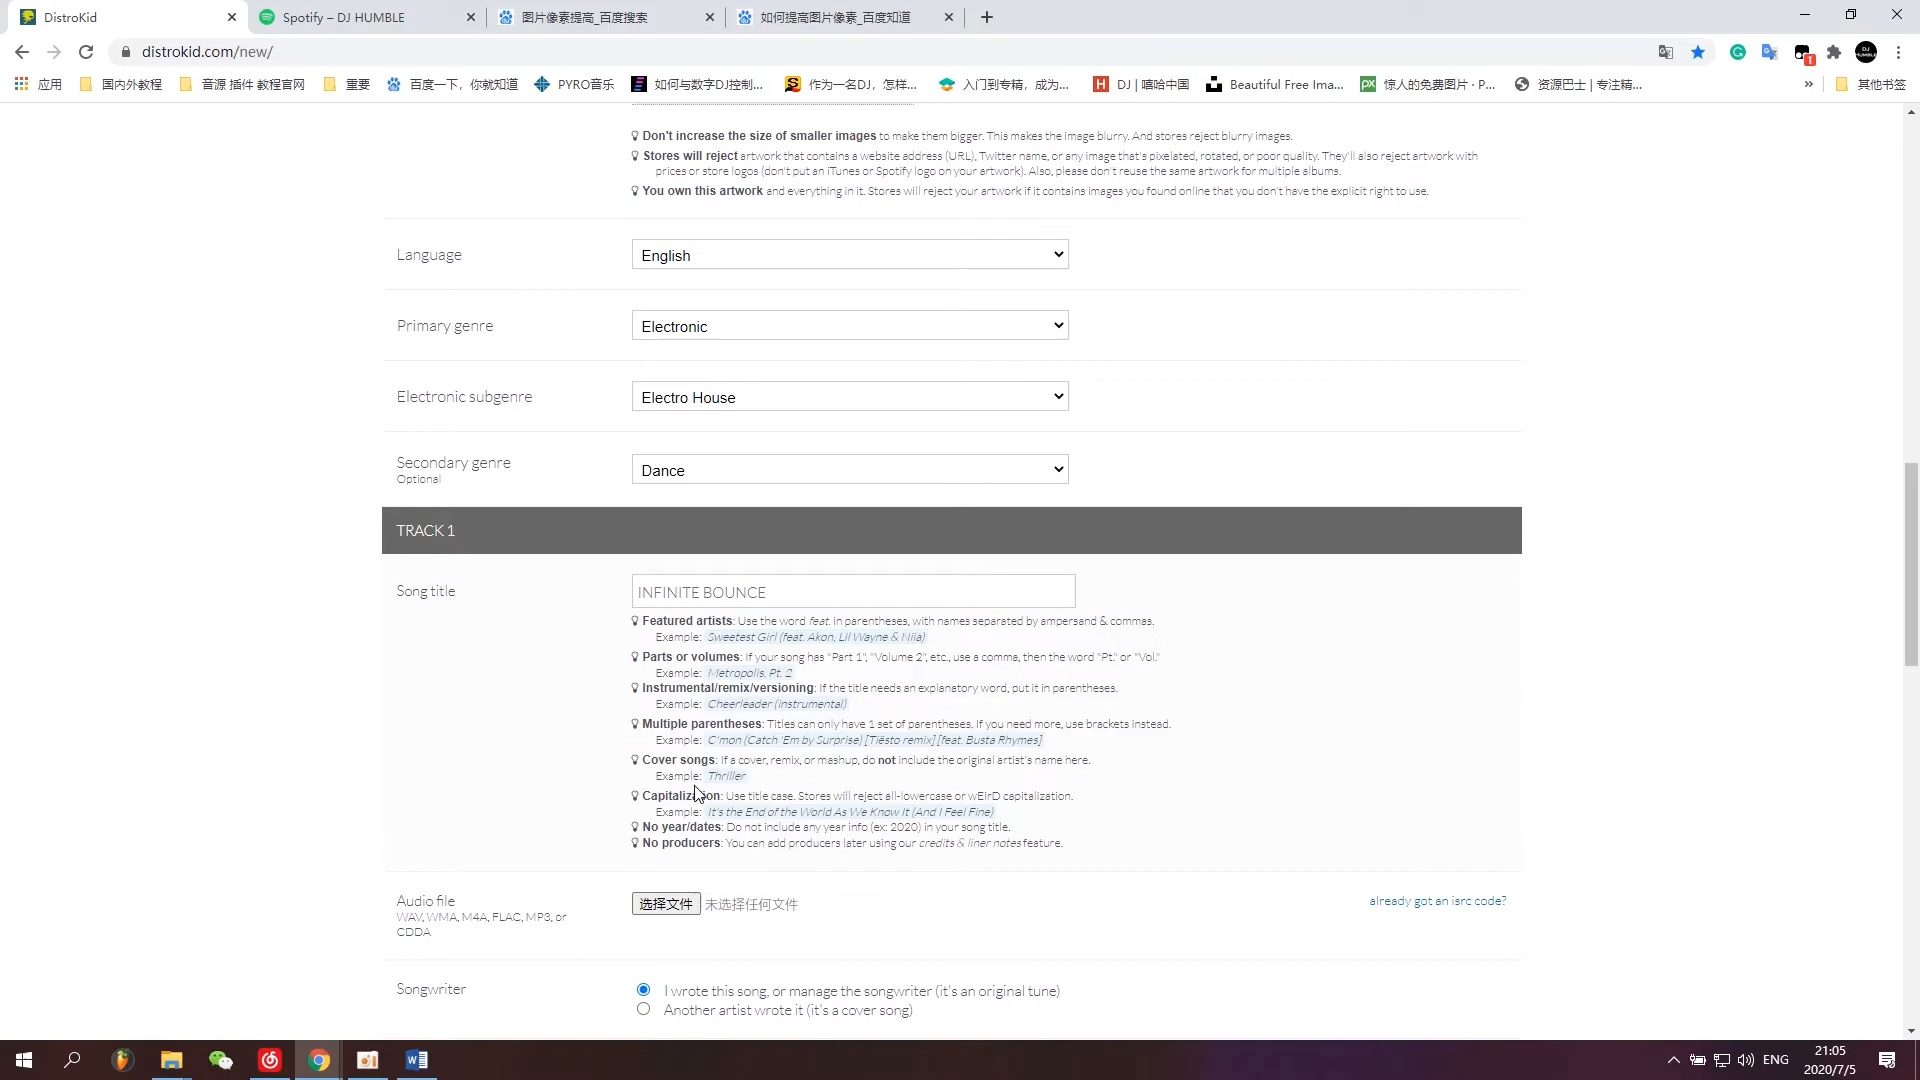 DistroKid
Spotify – DJ HUMBLE
图片像素提高_百度搜索
如何提高图片像素_百度知道
distrokid.com/new/
应用
国内外教程
音源 插件 教程官网
重要
百度一下，你就知道
PYRO音乐
如何与数字DJ控制...
作为一名DJ，怎样...
入门到专精，成为...
DJ | 嘻哈中国
Beautiful Free Ima...
惊人的免费图片 · P...
资源巴士 | 专注精...
»
其他书签
Don't increase the size of smaller images to make them bigger. This makes the image blurry. And stores reject blurry images.
Stores will reject artwork that contains a website address (URL), Twitter name, or any image that's pixelated, rotated, or poor quality. They'll also reject artwork with
prices or store logos (don't put an iTunes or Spotify logo on your artwork). Also, please don't reuse the same artwork for multiple albums.
You own this artwork and everything in it. Stores will reject your artwork if it contains images you found online that you don't have the explicit right to use.
Language
English
Primary genre
Electronic
Electronic subgenre
Electro House
Secondary genre
Optional
Dance
TRACK 1
Song title
INFINITE BOUNCE
Featured artists: Use the word feat. in parentheses, with names separated by ampersand & commas.
Example: Sweetest Girl (feat. Akon, Lil Wayne & Niia)
Parts or volumes: If your song has "Part 1", "Volume 2", etc., use a comma, then the word "Pt." or "Vol."
Example: Metropolis, Pt. 2
Instrumental/remix/versioning: If the title needs an explanatory word, put it in parentheses.
Example: Cheerleader (instrumental)
Multiple parentheses: Titles can only have 1 set of parentheses. If you need more, use brackets instead.
Example: C'mon (Catch 'Em by Surprise) [Tiësto remix] [feat. Busta Rhymes]
Cover songs: If a cover, remix, or mashup, do not include the original artist's name here.
Example: Thriller
Capitalization: Use title case. Stores will reject all-lowercase or wEirD capitalization.
Example: It's the End of the World As We Know It (And I Feel Fine)
No year/dates: Do not include any year info (ex: 2020) in your song title.
No producers: You can add producers later using our credits & liner notes feature.
Audio file
WAV, WMA, M4A, FLAC, MP3, or
CDDA
选择文件 未选择任何文件
already got an isrc code?
Songwriter
I wrote this song, or manage the songwriter (it's an original tune)
Another artist wrote it (it's a cover song)
ENG
21:05
2020/7/5